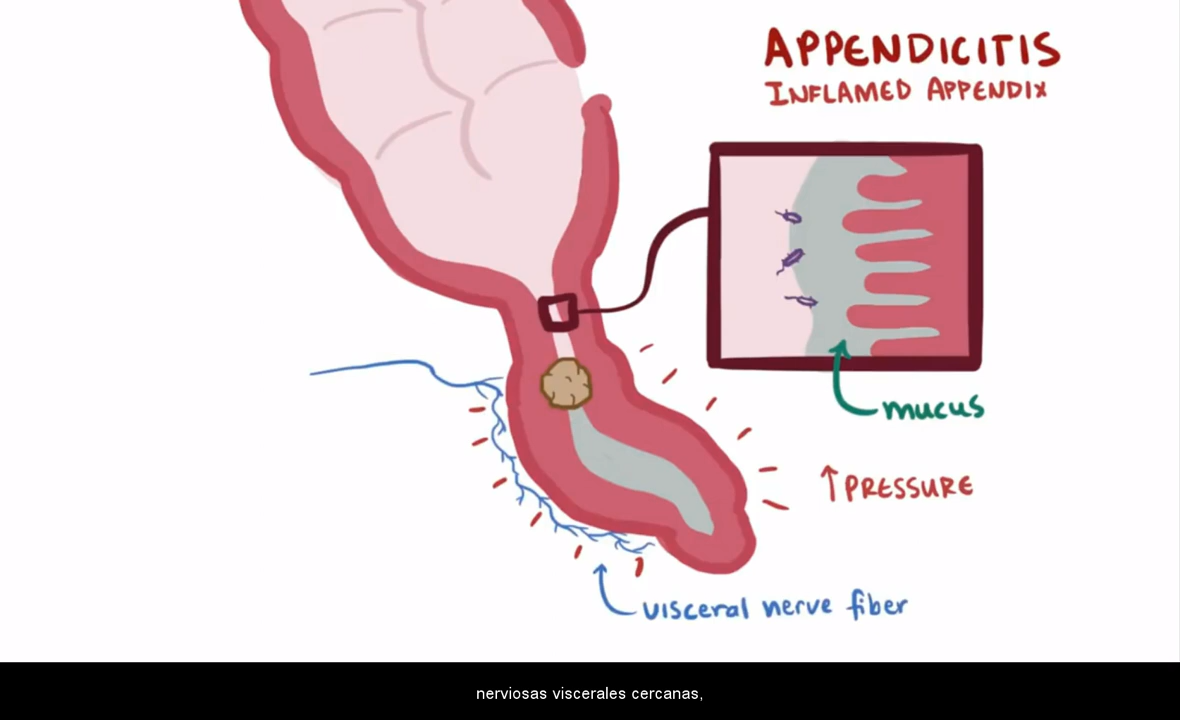 APPENDICITIS
INFLAMED APPENDIX
mucus
↑PRESSURE
visceral nerve fiber
nerviosas viscerales cercanas,